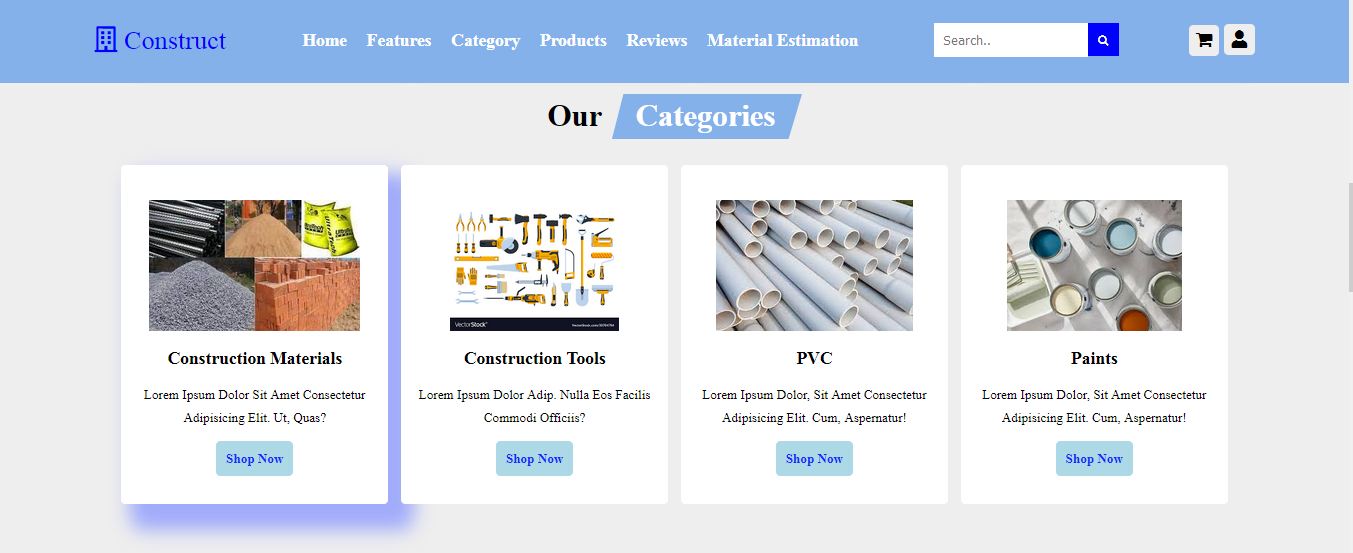 Construct
Home Features Category Products Reviews Material Estimation
Search..
Our Categories
VectorStock
Construction Materials
Lorem Ipsum Dolor Sit Amet Consectetur
Adipisicing Elit. Ut, Quas?
Shop Now
Construction Tools
Lorem Ipsum Dolor Adip. Nulla Eos Facilis
Commodi Officiis?
Shop Now
PVC
Lorem Ipsum Dolor, Sit Amet Consectetur
Adipisicing Elit. Cum, Aspernatur!
Shop Now
Paints
Lorem Ipsum Dolor, Sit Amet Consectetur
Adipisicing Elit. Cum, Aspernatur!
Shop Now